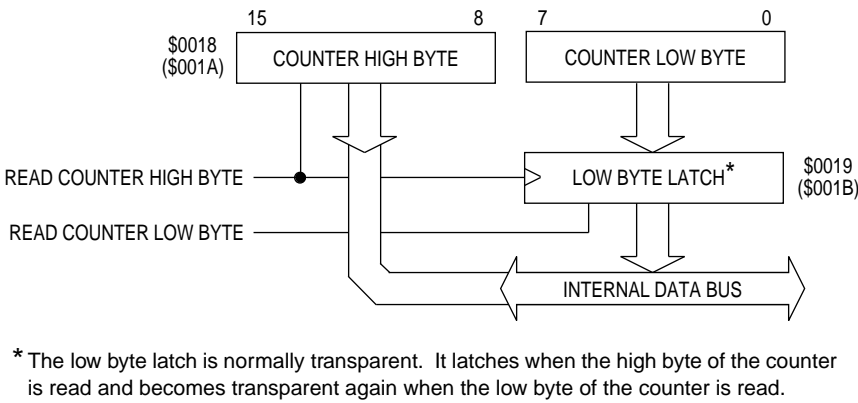 15 8 7 0
$0018
($001A)
COUNTER HIGH BYTE
COUNTER LOW BYTE
READ COUNTER HIGH BYTE
LOW BYTE LATCH*
$0019
($001B)
READ COUNTER LOW BYTE
INTERNAL DATA BUS
* The low byte latch is normally transparent. It latches when the high byte of the counter
is read and becomes transparent again when the low byte of the counter is read.